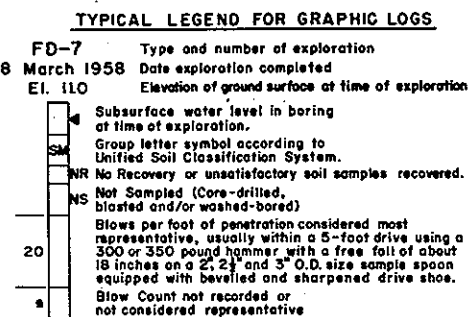 TYPICAL LEGEND FOR GRAPHIC LOGS
FD-7 Type and number of exploration
8 March 1958 Date exploration completed
El. 110 Elevation of ground surface at time of exploration
Subsurface water level in boring
at time of exploration.
SM Group letter symbol according to
Unified Soil Classification System.
NR No Recovery or unsatisfactory soil samples recovered.
NS Not Sampled (Core-drilled,
blasted and/or washed-bored)
Blows per foot of penetration considered most
representative, usually within a 5-foot drive using a
20 300 or 350 pound hammer with a free fall of about
18 inches on a 2", 2½" and 3" O.D. size sample spoon
equipped with bevelled and sharpened drive shoe.
* Blow Count not recorded or
not considered representative